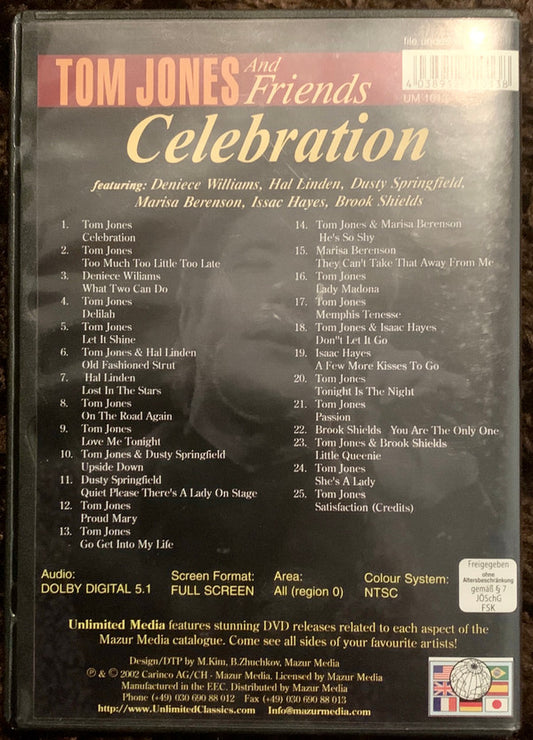 file under
TOM JONES And Friends
UM-
Celebration
featuring: Deniece Williams, Hal Linden, Dusty Springfield,
Marisa Berenson, Issac Hayes, Brook Shields
1. Tom Jones
Celebration
2. Tom Jones
Too Much Too Little Too Late
3. Deniece Wiliams
What Two Can Do
4. Tom Jones
Delilah
5. Tom Jones
Let It Shine
6. Tom Jones & Hal Linden
Old Fashioned Strut
7. Hal Linden
Lost In The Stars
8. Tom Jones
On The Road Again
9. Tom Jones
Love Me Tonight
10. Tom Jones & Dusty Springfield
Upside Down
11. Dusty Springfield
Quiet Please There's A Lady On Stage
12. Tom Jones
Proud Mary
13. Tom Jones
Go Get Into My Life
14. Tom Jones & Marisa Berenson
He's So Shy
15. Marisa Berenson
They Can't Take That Away From Me
16. Tom Jones
Lady Madona
17. Tom Jones
Memphis Tenesse
18. Tom Jones & Isaac Hayes
Don"t Let It Go
19. Isaac Hayes
A Few More Kisses To Go
20. Tom Jones
Tonight Is The Night
21. Tom Jones
Passion
22. Brook Shields You Are The Only One
23. Tom Jones & Brook Shields
Little Queenie
24. Tom Jones
She's A Lady
25. Tom Jones
Satisfaction (Credits)
Audio:
DOLBY DIGITAL 5.1
Screen Format:
FULL SCREEN
Area:
All (region 0)
Colour System:
NTSC
Freigegeben
ohne
Altersbeschränkung
gemäß § 7
JÖSchG
FSK
Unlimited Media features stunning DVD releases related to each aspect of the
Mazur Media catalogue. Come see all sides of your favourite artists!
Design/DTP by M.Kim, B.Zhuchkov, Mazur Media
℗ & © 2002 Carinco AG/CH - Mazur Media. Licensed by Mazur Media
Manufactured in the EEC. Distributed by Mazur Media
Phone (+49) 030 690 88 012 Fax (+49) 030 690 88 013
http://www.UnlimitedClassics.com Info@mazurmedia.com